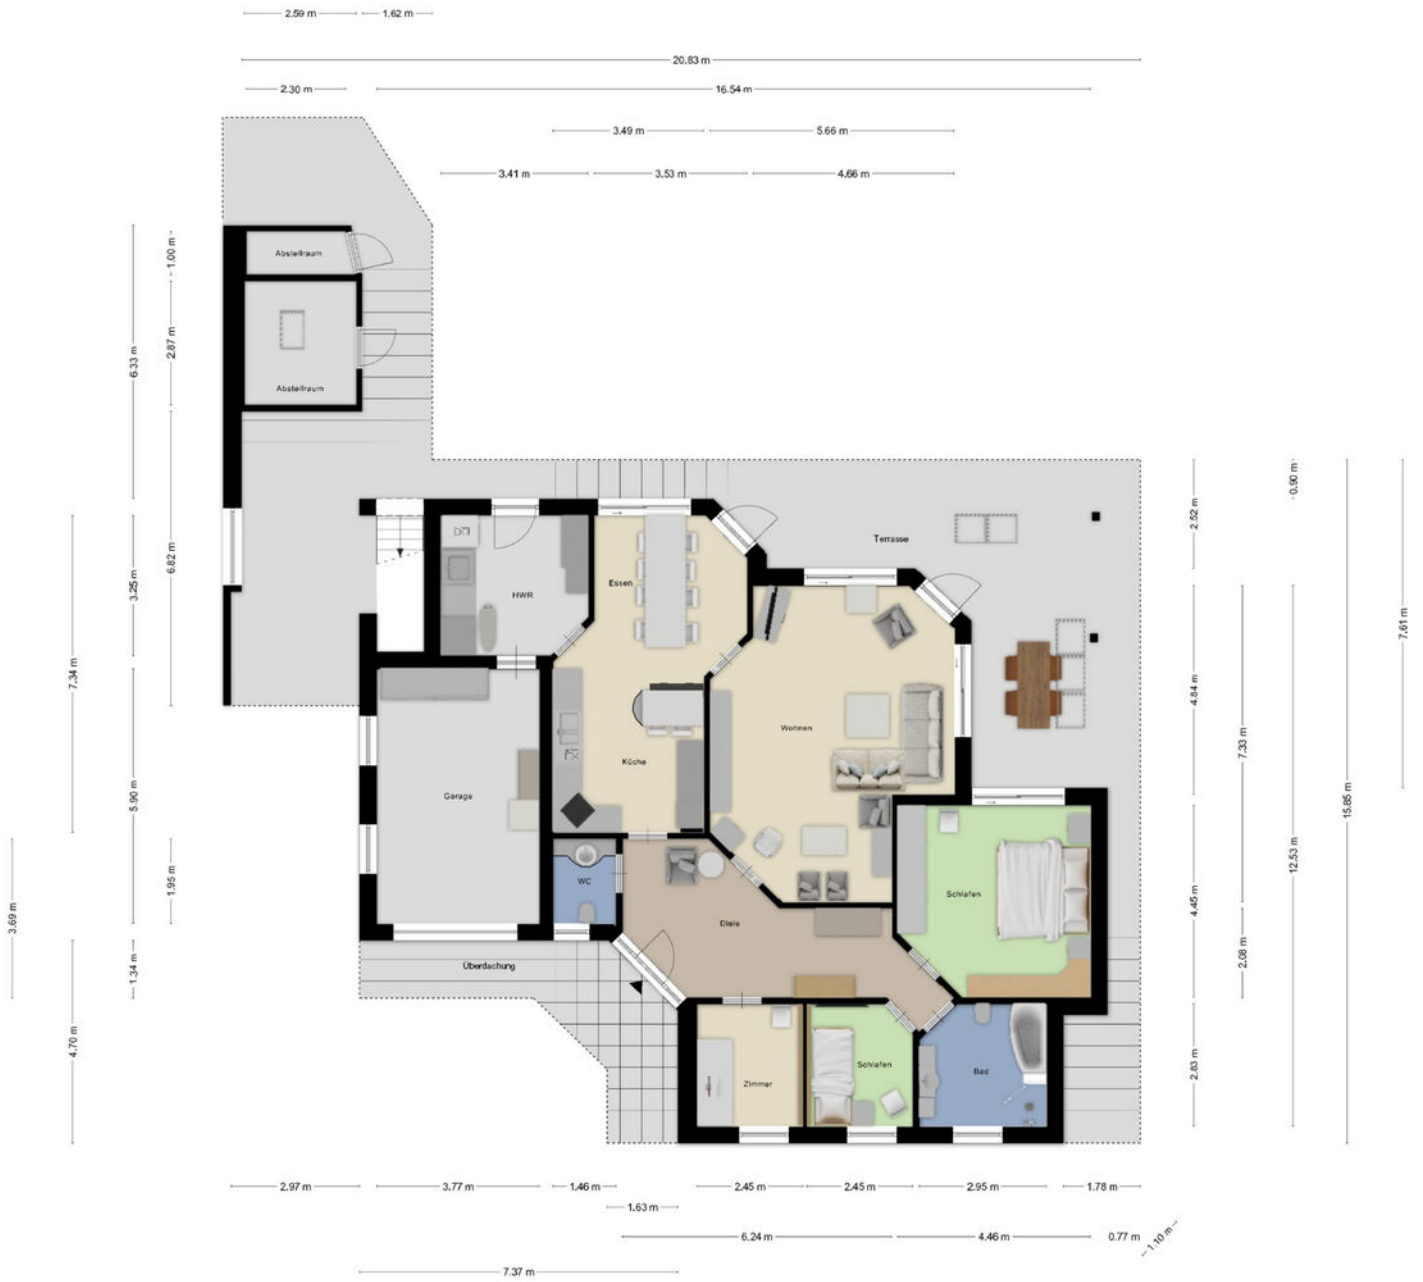 2.59 m
1.62 m
20.83 m
2.30 m
16.54 m
3.49 m
5.66 m
3.41 m
3.53 m
4.66 m
Abstellraum
Abstellraum
1.00 m
2.87 m
6.33 m
6.82 m
3.25 m
7.34 m
5.90 m
1.95 m
3.69 m
1.34 m
4.70 m
Terrasse
Essen
HWR
Wohnen
Küche
Garage
WC
Schlafen
Diele
Überdachung
Zimmer
Schlafen
Bad
2.52 m
0.90 m
7.61 m
4.84 m
7.33 m
15.85 m
12.53 m
4.45 m
2.08 m
2.83 m
2.97 m
3.77 m
1.46 m
2.45 m
2.45 m
2.95 m
1.78 m
1.63 m
6.24 m
4.46 m
0.77 m
1.10 m
7.37 m